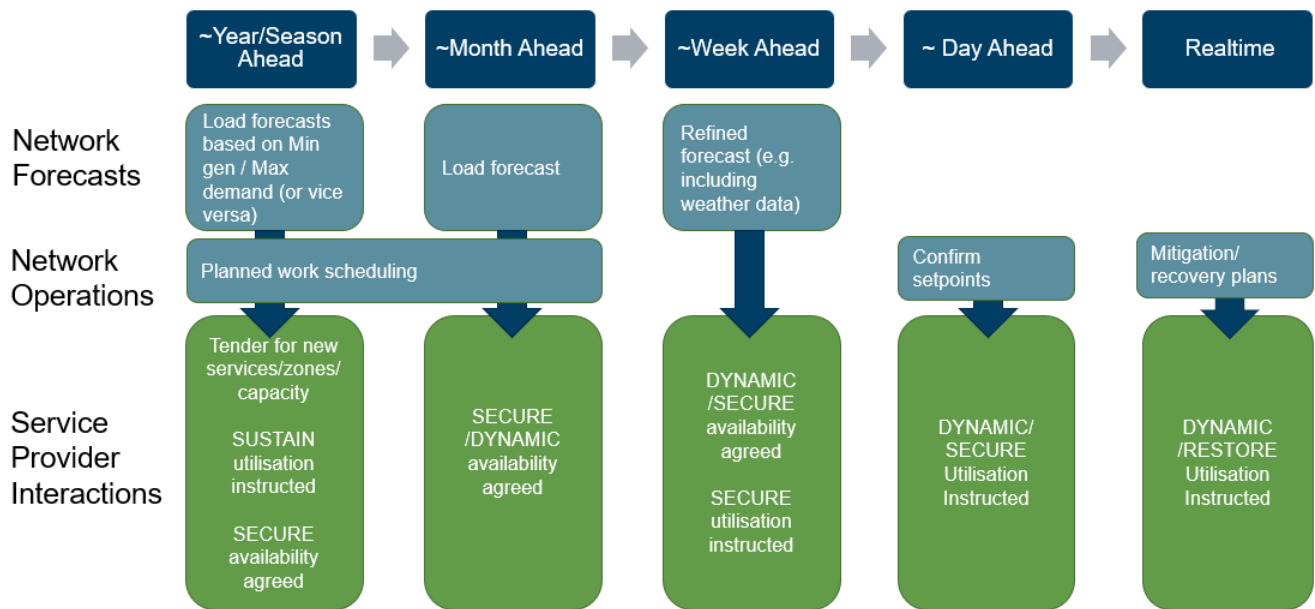 ~Year/Season
Ahead
~Month Ahead
~Week Ahead
~ Day Ahead
Realtime
Network
Forecasts
Load forecasts
based on Min
gen / Max
demand (or vice
versa)
Load forecast
Refined
forecast (e.g.
including
weather data)
Network
Operations
Planned work scheduling
Confirm
setpoints
Mitigation/
recovery plans
Service
Provider
Interactions
Tender for new
services/zones/
capacity
SUSTAIN
utilisation
instructed
SECURE
availability
agreed
SECURE
/DYNAMIC
availability
agreed
DYNAMIC
/SECURE
availability
agreed
SECURE
utilisation
instructed
DYNAMIC/
SECURE
Utilisation
Instructed
DYNAMIC
/RESTORE
Utilisation
Instructed